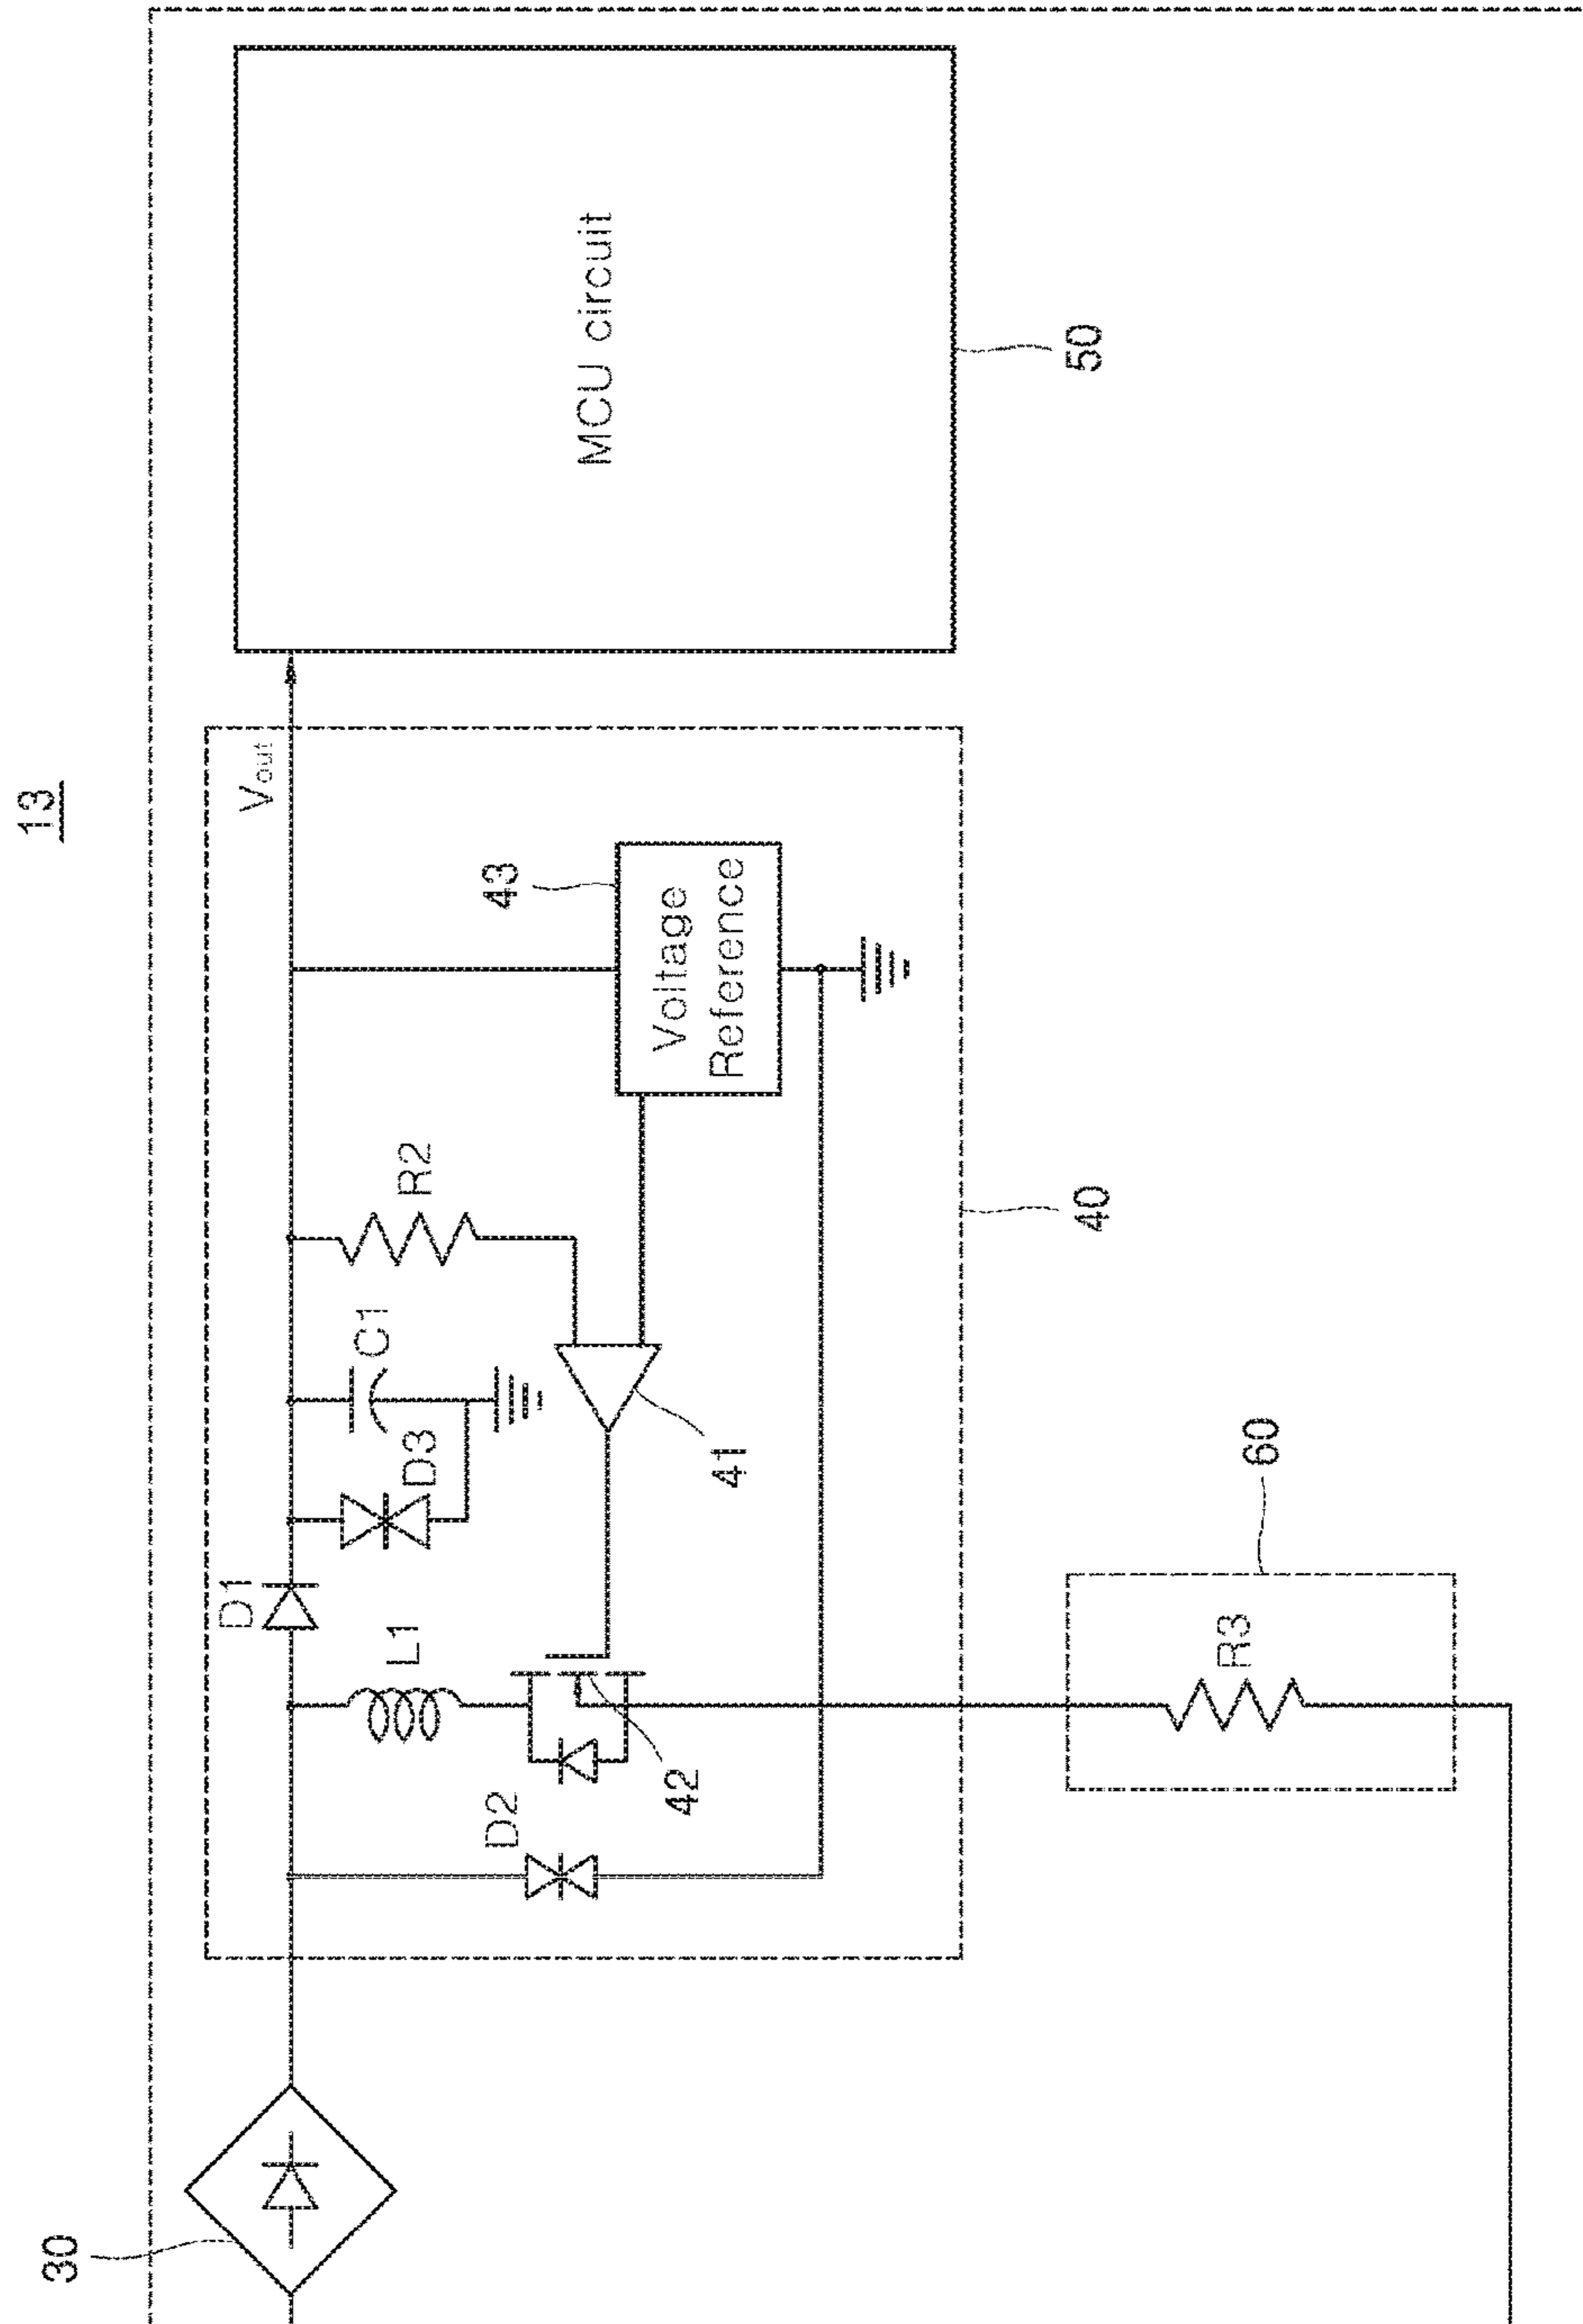 13
30
D2
D1
L1
42
D3
C1
R2
41
43
Voltage
Reference
Vout
40
MCU circuit
50
60
R3